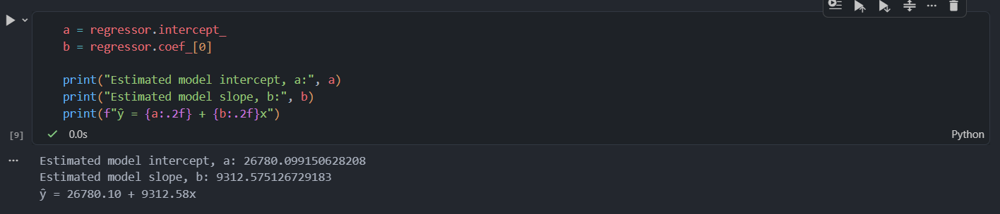 a = regressor.intercept_
b = regressor.coef_[0]
print("Estimated model intercept, a:", a)
print("Estimated model slope, b:", b)
print(f"ŷ = {a:.2f} + {b:.2f}x")
[9]
0.0s
Python
Estimated model intercept, a: 26780.099150628208
Estimated model slope, b: 9312.575126729183
ŷ = 26780.10 + 9312.58x